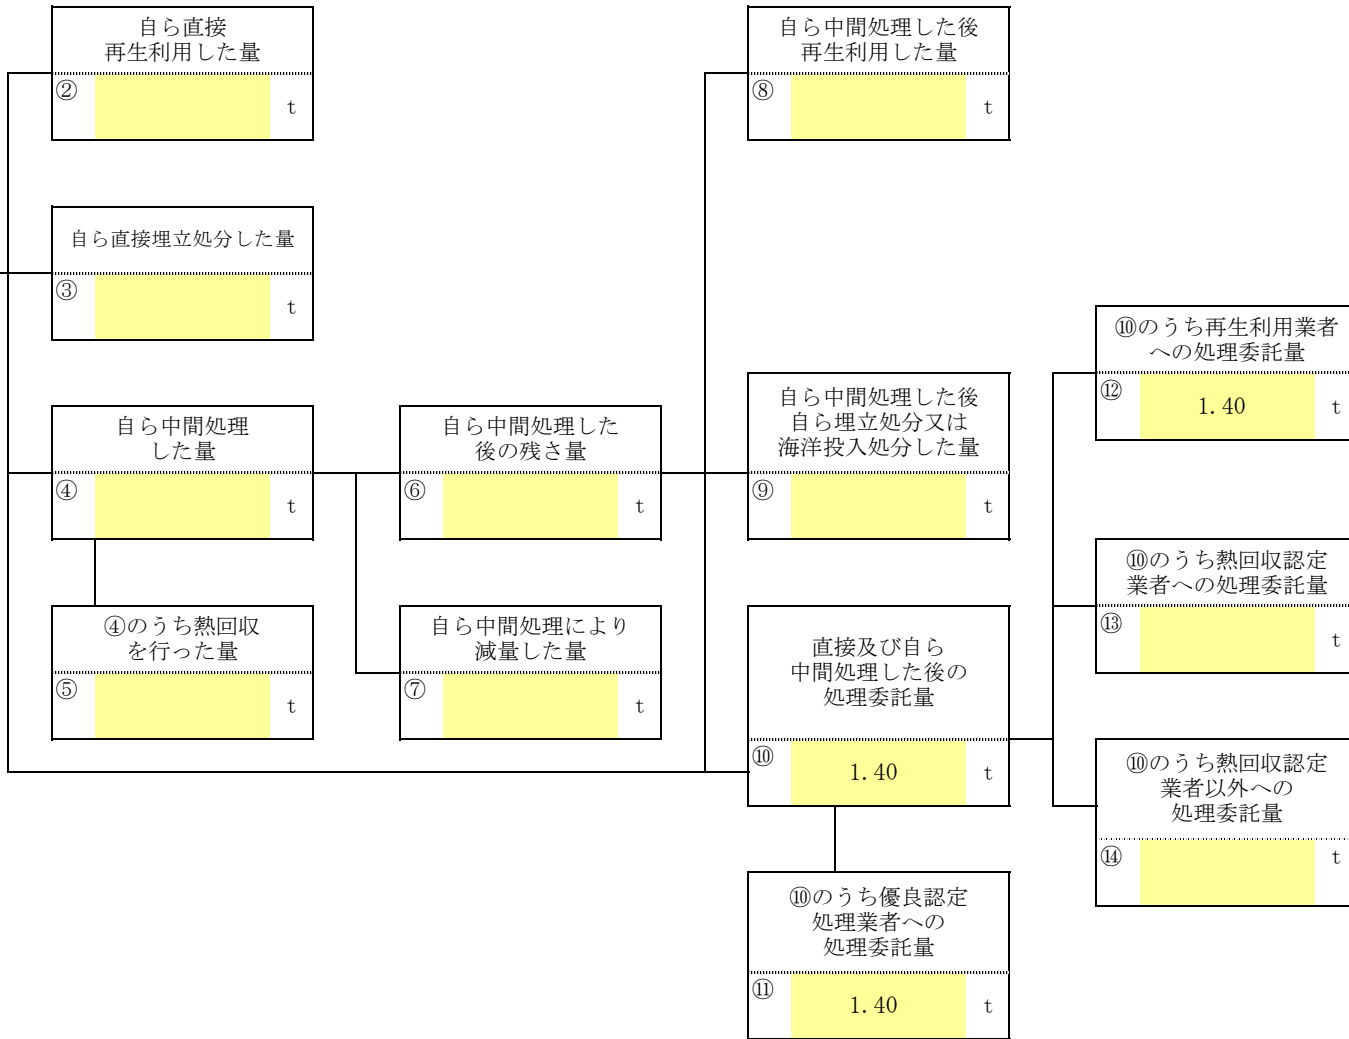 自ら直接
再生利用した量
②
t
自ら中間処理した後
再生利用した量
⑧
t
自ら直接埋立処分した量
③
t
⑩のうち再生利用業者
への処理委託量
⑫
1.40
t
自ら中間処理
した量
④
t
自ら中間処理した
後の残さ量
⑥
t
自ら中間処理した後
自ら埋立処分又は
海洋投入処分した量
⑨
t
⑩のうち熱回収認定
業者への処理委託量
⑬
t
④のうち熱回収
を行った量
⑤
t
自ら中間処理により
減量した量
⑦
t
直接及び自ら
中間処理した後の
処理委託量
⑩
1.40
t
⑩のうち熱回収認定
業者以外への
処理委託量
⑭
t
⑩のうち優良認定
処理業者への
処理委託量
⑪
1.40
t